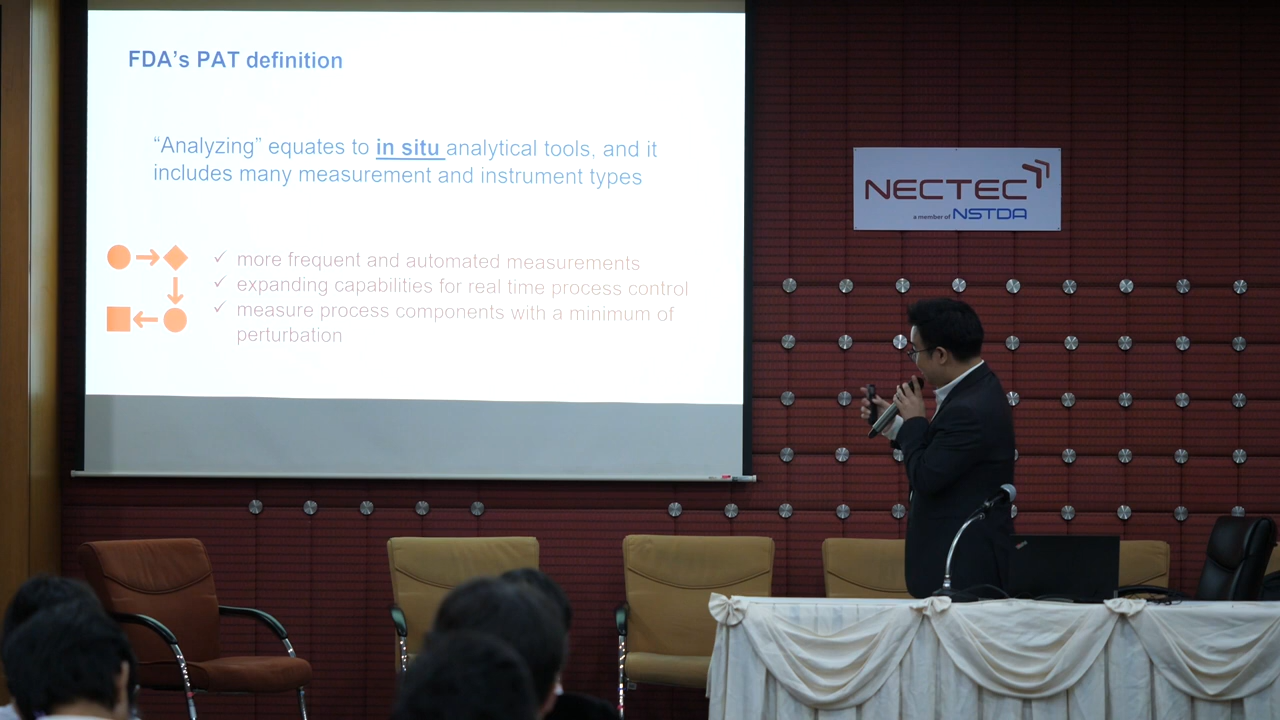 FDA’s PAT definition
“Analyzing” equates to in situ analytical tools, and it
includes many measurement and instrument types
✓ more frequent and automated measurements
✓ expanding capabilities for real time process control
✓ measure process components with a minimum of
perturbation
NECTEC
a member of NSTDA